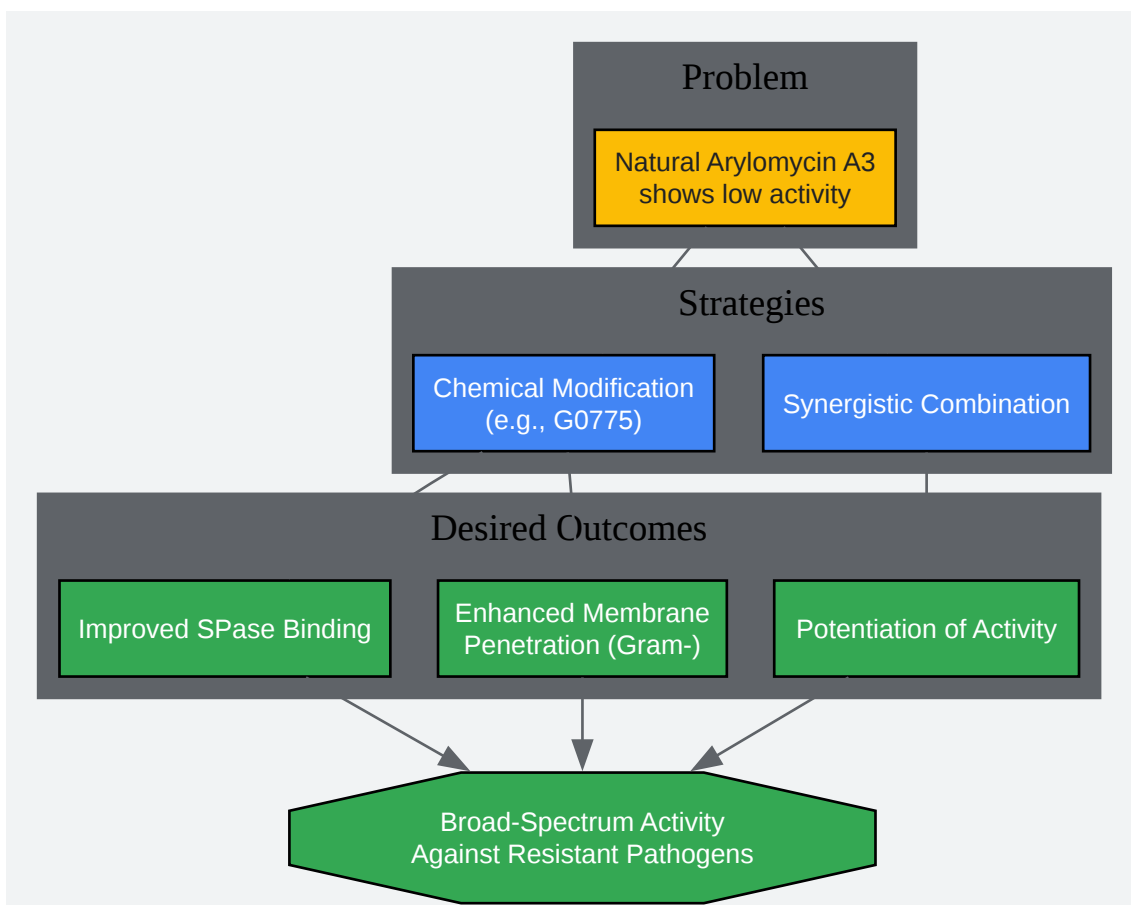 Problem
Natural Arylomycin A3
shows low activity
Strategies
Chemical Modification
(e.g., G0775)
Synergistic Combination
Desired Outcomes
Improved SPase Binding
Enhanced Membrane
Penetration (Gram-)
Potentiation of Activity
Broad-Spectrum Activity
Against Resistant Pathogens